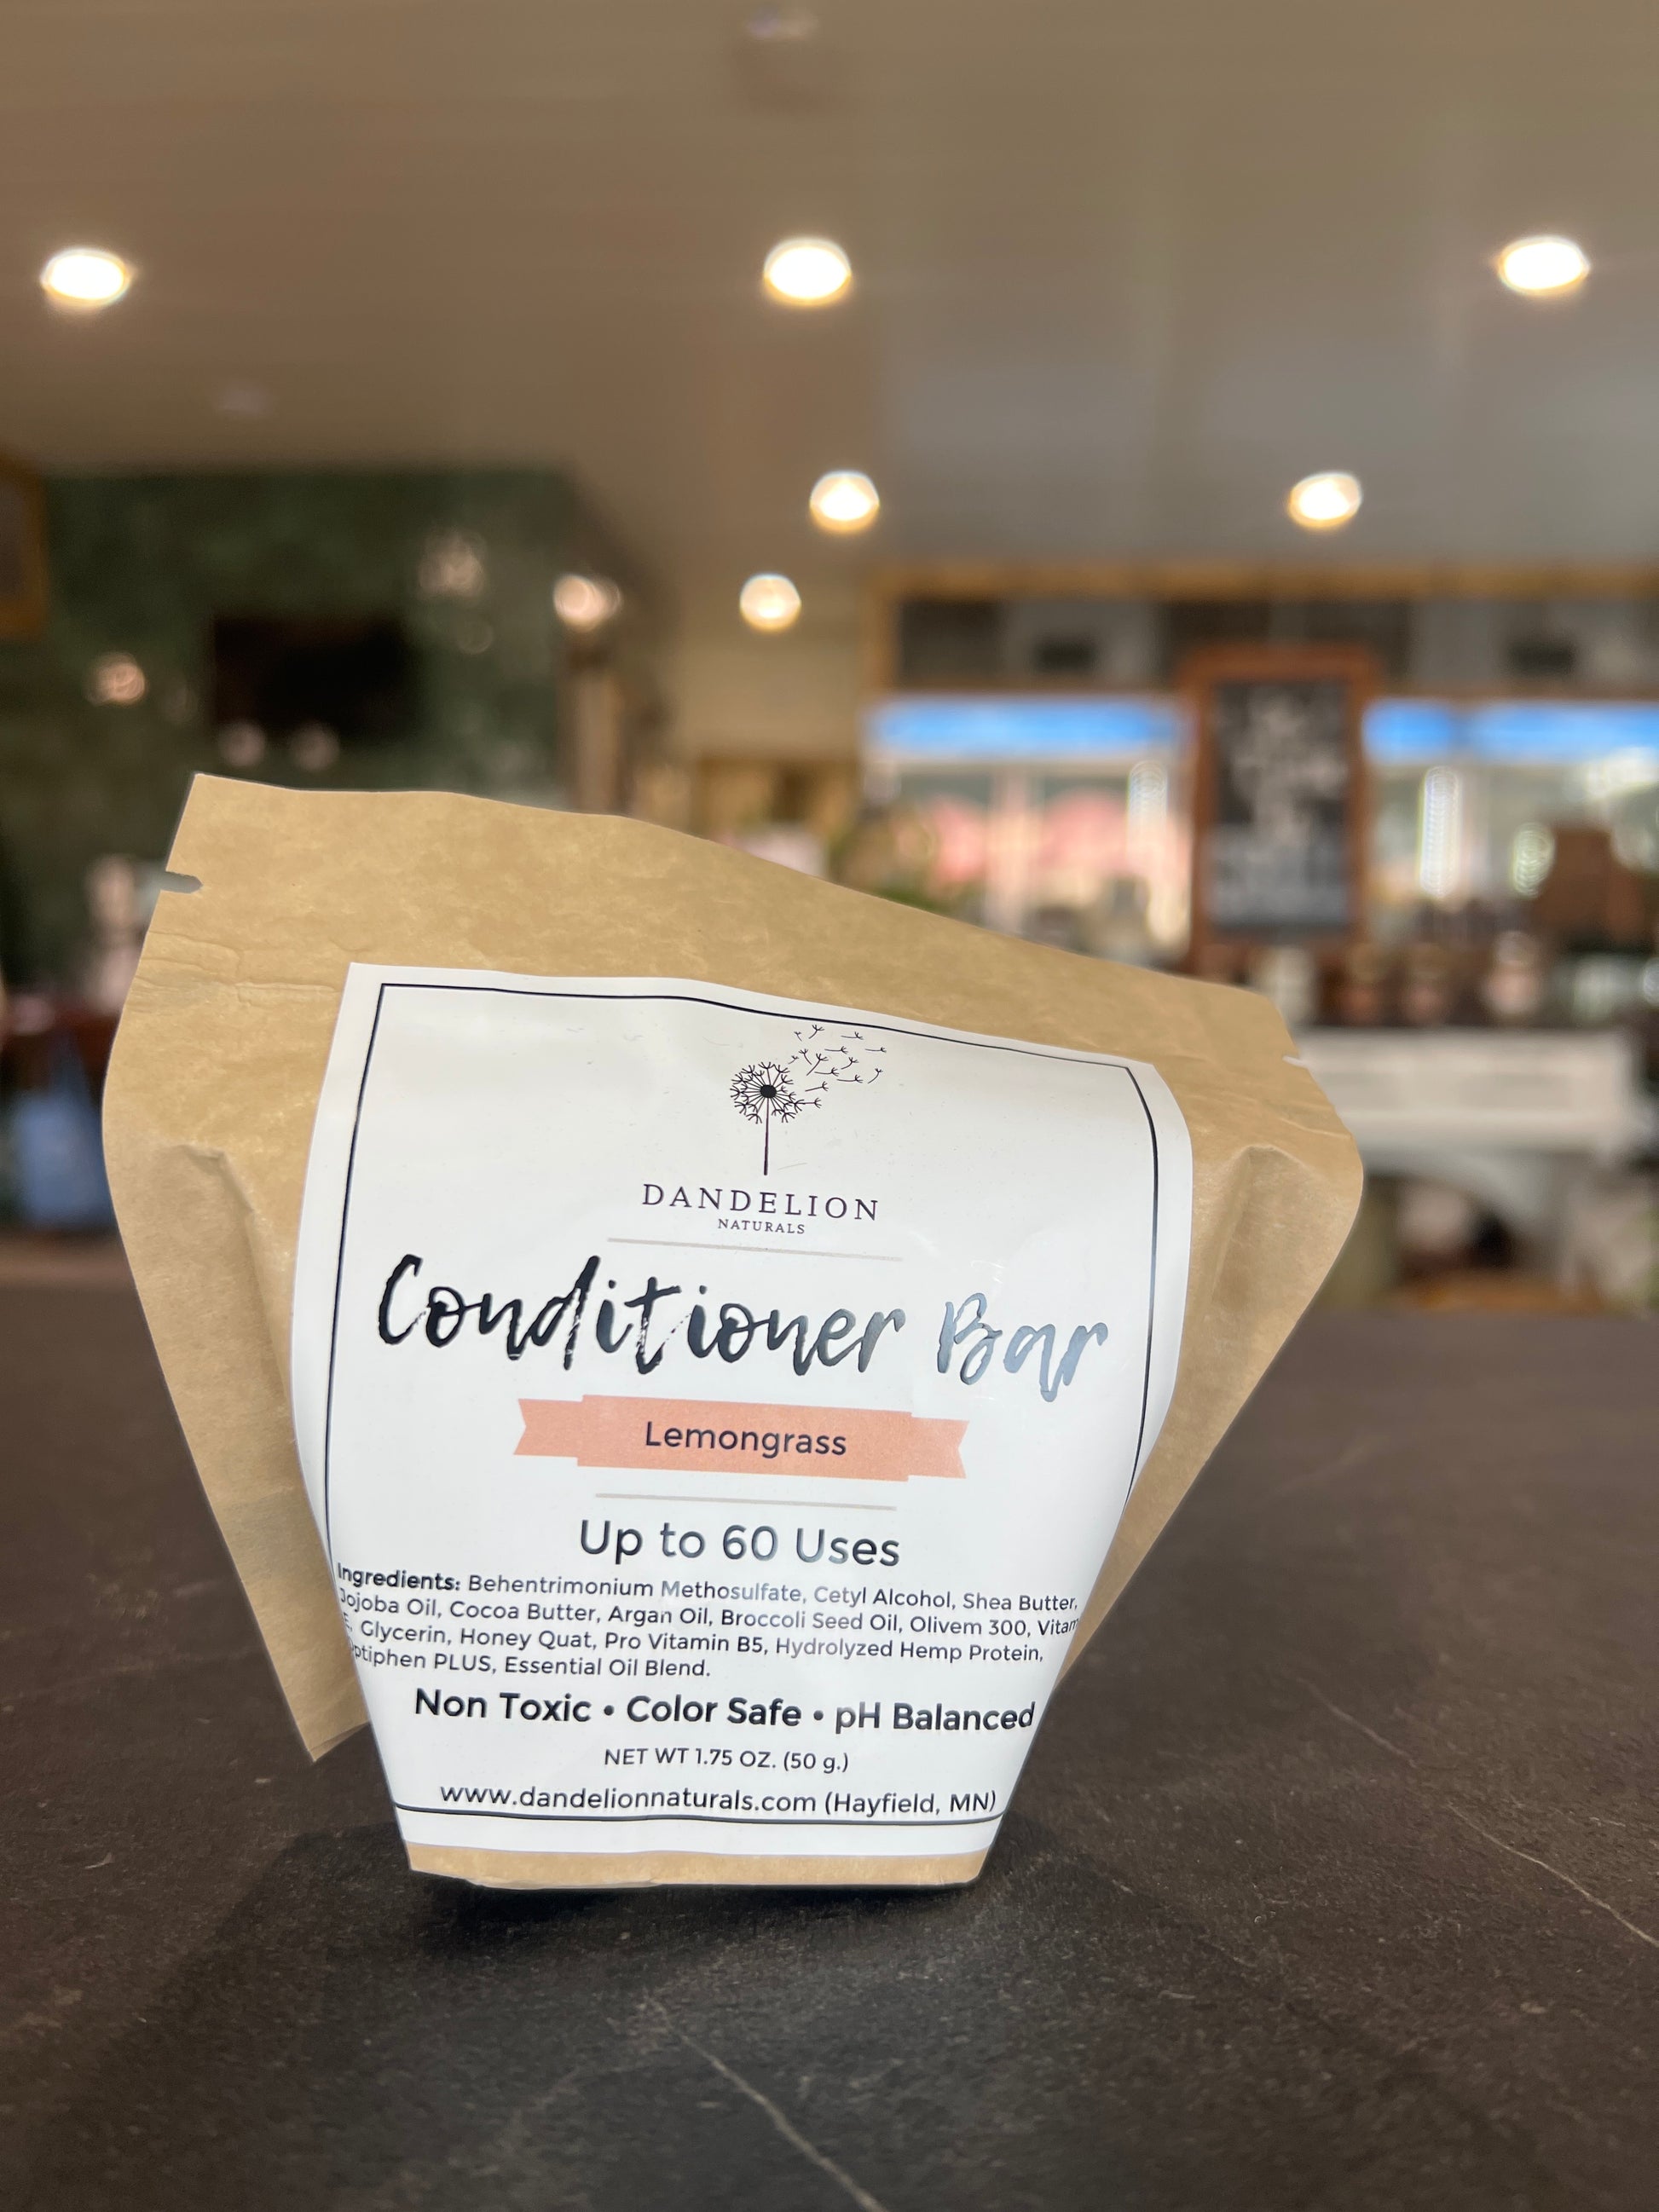 DANDELION
NATURALS
Conditioner Bar
Lemongrass
Up to 60 Uses
Ingredients: Behentrimonium Methosulfate, Cetyl Alcohol, Shea Butter,
Jojoba Oil, Cocoa Butter, Argan Oil, Broccoli Seed Oil, Olivem 300, Vitam
E, Glycerin, Honey Quat, Pro Vitamin B5, Hydrolyzed Hemp Protein,
ptiphen PLUS, Essential Oil Blend.
Non Toxic • Color Safe • pH Balanced
NET WT 1.75 OZ. (50 g.)
www.dandelionnaturals.com (Hayfield, MN)